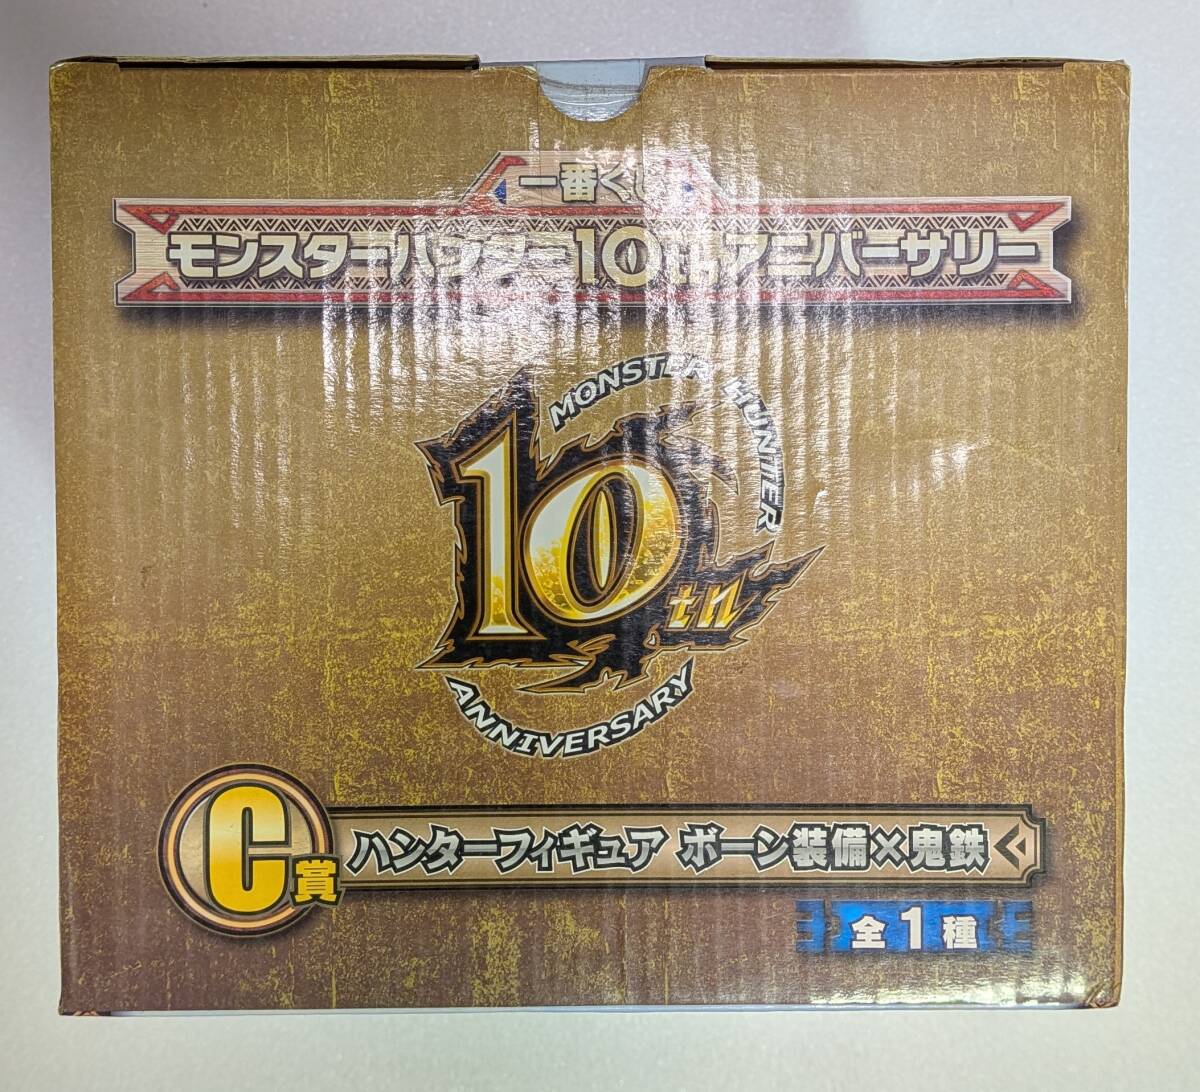 一番くじ
モンスターハンター10thアニバーサリー
MONSTER HUNTER
10th
ANNIVERSARY
C賞 ハンターフィギュア ボーン装備×鬼鉄
全1種